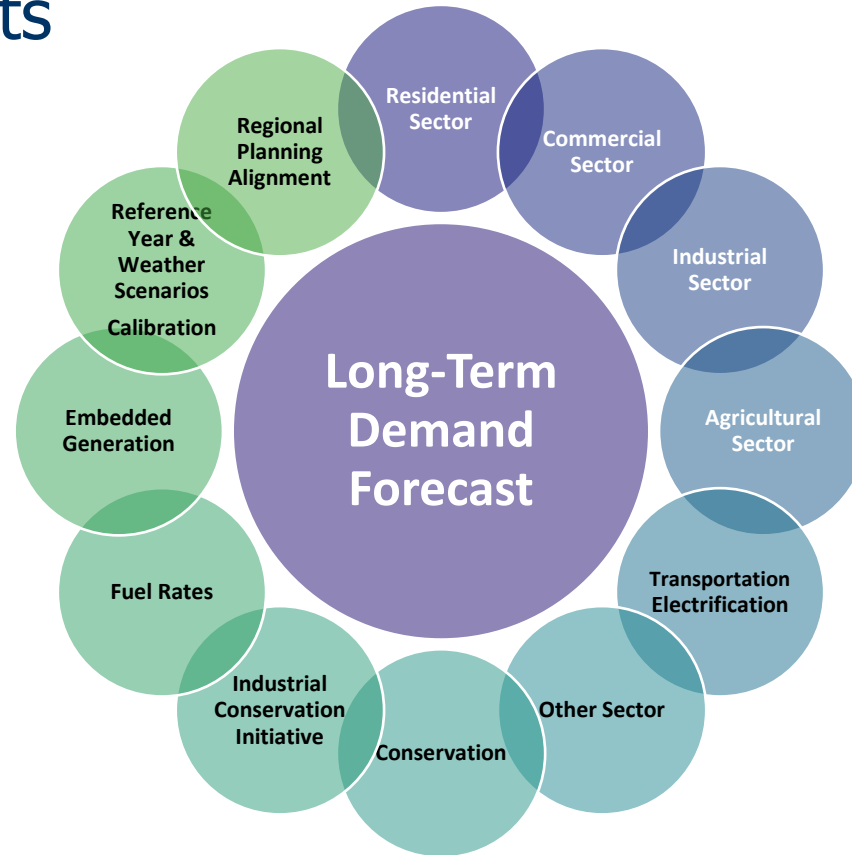 ts
Residential
Sector
Commercial
Sector
Industrial
Sector
Agricultural
Sector
Transportation
Electrification
Other Sector
Conservation
Industrial
Conservation
Initiative
Fuel Rates
Embedded
Generation
Reference
Year &
Weather
Scenarios
Calibration
Regional
Planning
Alignment
Long-Term
Demand
Forecast